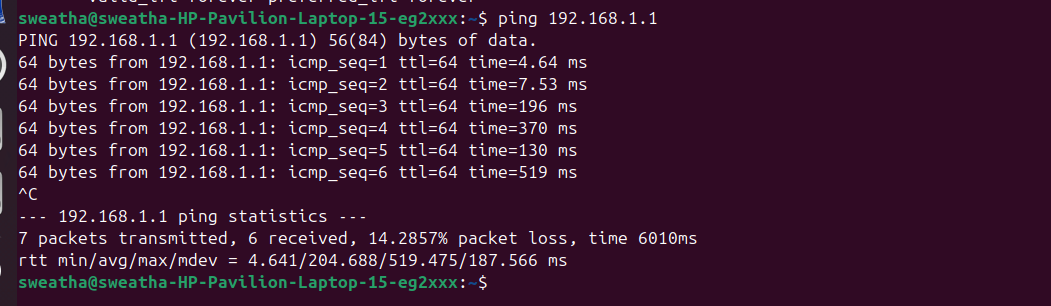 valid_lft forever preferred_lft forever
sweatha@sweatha-HP-Pavilion-Laptop-15-eg2xxx:~$ ping 192.168.1.1
PING 192.168.1.1 (192.168.1.1) 56(84) bytes of data.
64 bytes from 192.168.1.1: icmp_seq=1 ttl=64 time=4.64 ms
64 bytes from 192.168.1.1: icmp_seq=2 ttl=64 time=7.53 ms
64 bytes from 192.168.1.1: icmp_seq=3 ttl=64 time=196 ms
64 bytes from 192.168.1.1: icmp_seq=4 ttl=64 time=370 ms
64 bytes from 192.168.1.1: icmp_seq=5 ttl=64 time=130 ms
64 bytes from 192.168.1.1: icmp_seq=6 ttl=64 time=519 ms
^C
--- 192.168.1.1 ping statistics ---
7 packets transmitted, 6 received, 14.2857% packet loss, time 6010ms
rtt min/avg/max/mdev = 4.641/204.688/519.475/187.566 ms
sweatha@sweatha-HP-Pavilion-Laptop-15-eg2xxx:~$